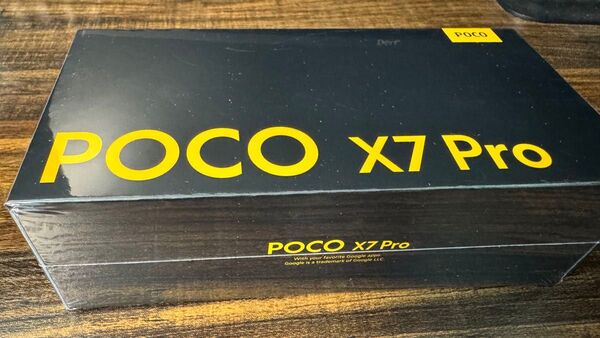 POCO
POCO X7 Pro
POCO X7 Pro
With your favorite Google apps.
Google is a trademark of Google LLC.